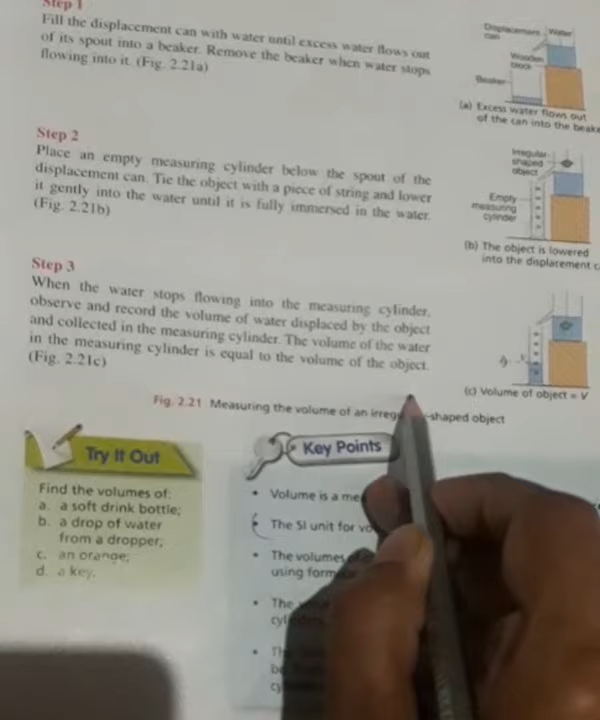 Step 1
Fill the displacement can with water until excess water flows out
of its spout into a beaker. Remove the beaker when water stops
flowing into it. (Fig. 2.21a)
Displacement Water
can
Wooden
block
Beaker
(a) Excess water flows out
of the can into the beake
Step 2
Place an empty measuring cylinder below the spout of the
displacement can. Tie the object with a piece of string and lower
it gently into the water until it is fully immersed in the water.
(Fig. 2.21b)
Irregular
shaped
object
Empty
measuring
cylinder
(b) The object is lowered
into the displacement c
Step 3
When the water stops flowing into the measuring cylinder,
observe and record the volume of water displaced by the object
and collected in the measuring cylinder. The volume of the water
in the measuring cylinder is equal to the volume of the object.
(Fig. 2.21c)
(c) Volume of object = V
Fig. 2.21 Measuring the volume of an irregu -shaped object
Try It Out
Find the volumes of:
a. a soft drink bottle;
b. a drop of water
from a dropper;
c. an orange;
d. a key.
Key Points
• Volume is a me
• The SI unit for vo
• The volumes
using form
• The
cyl
• Th
be
cy